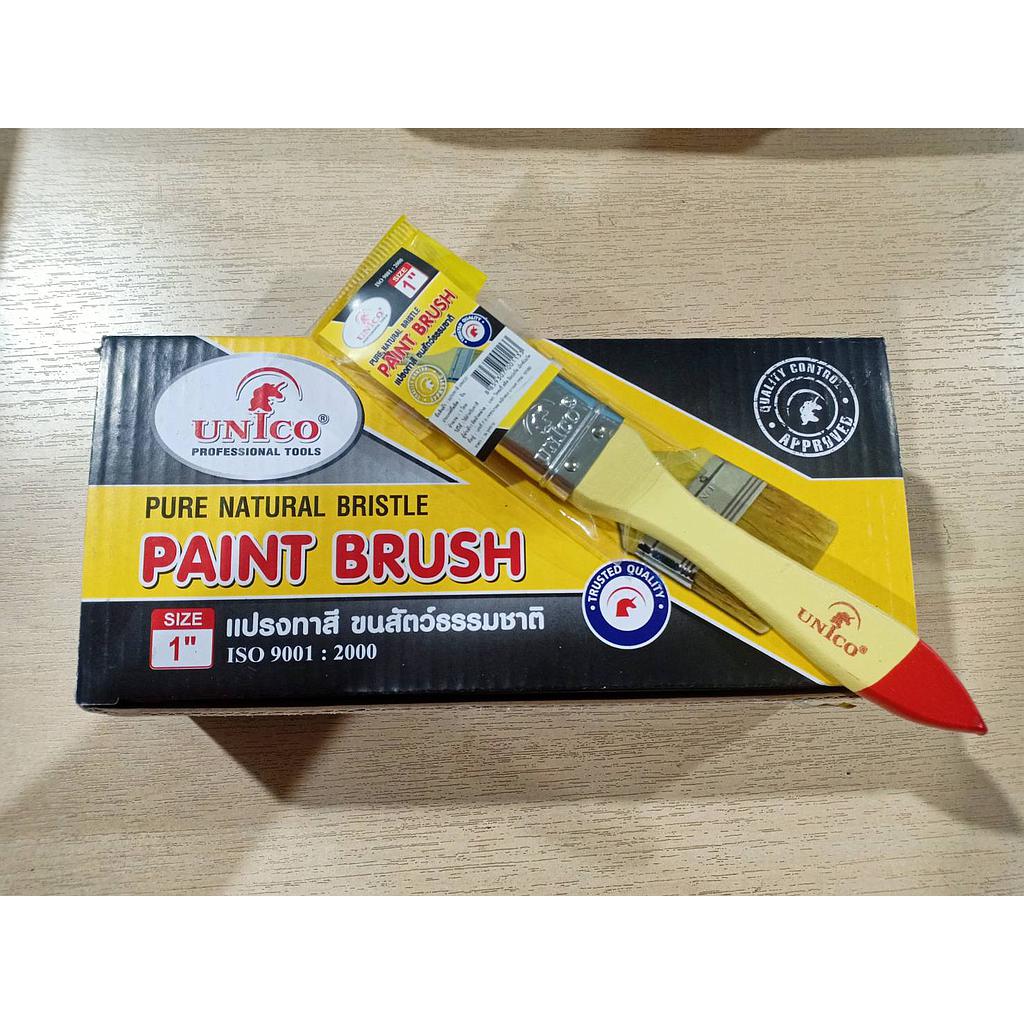 UNICO®
PROFESSIONAL TOOLS
PURE NATURAL BRISTLE
PAINT BRUSH
SIZE
1"
แปรงทาสี ขนสัตว์ธรรมชาติ
ISO 9001 : 2000
QUALITY CONTROL
APPROVED
TRUSTED QUALITY
ISO 9001 : 2000
SIZE
1"
UNICO®
PURE NATURAL BRISTLE
PAINT BRUSH
แปรงทาสี ขนสัตว์ธรรมชาติ
UNICO®
UNICO®